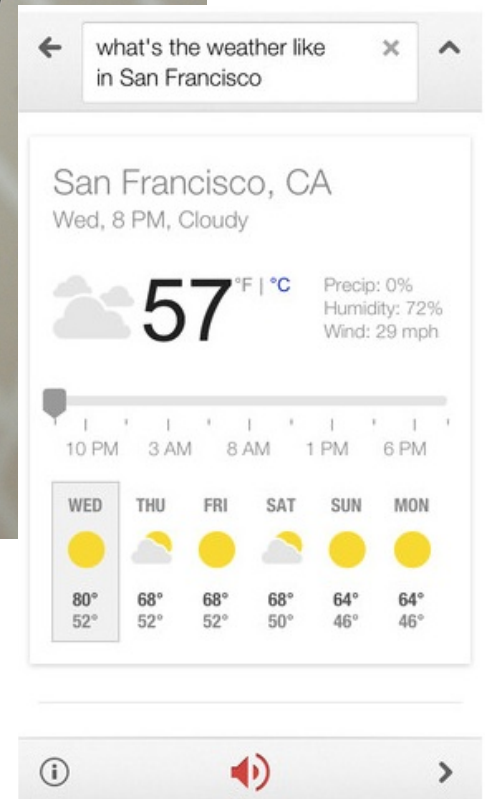 what's the weather like
in San Francisco
San Francisco, CA
Wed, 8 PM, Cloudy
57 °F | °C
Precip: 0%
Humidity: 72%
Wind: 29 mph
10 PM 3 AM 8 AM 1 PM 6 PM
WED THU FRI SAT SUN MON
80° 68° 68° 68° 64° 64°
52° 52° 52° 50° 46° 46°